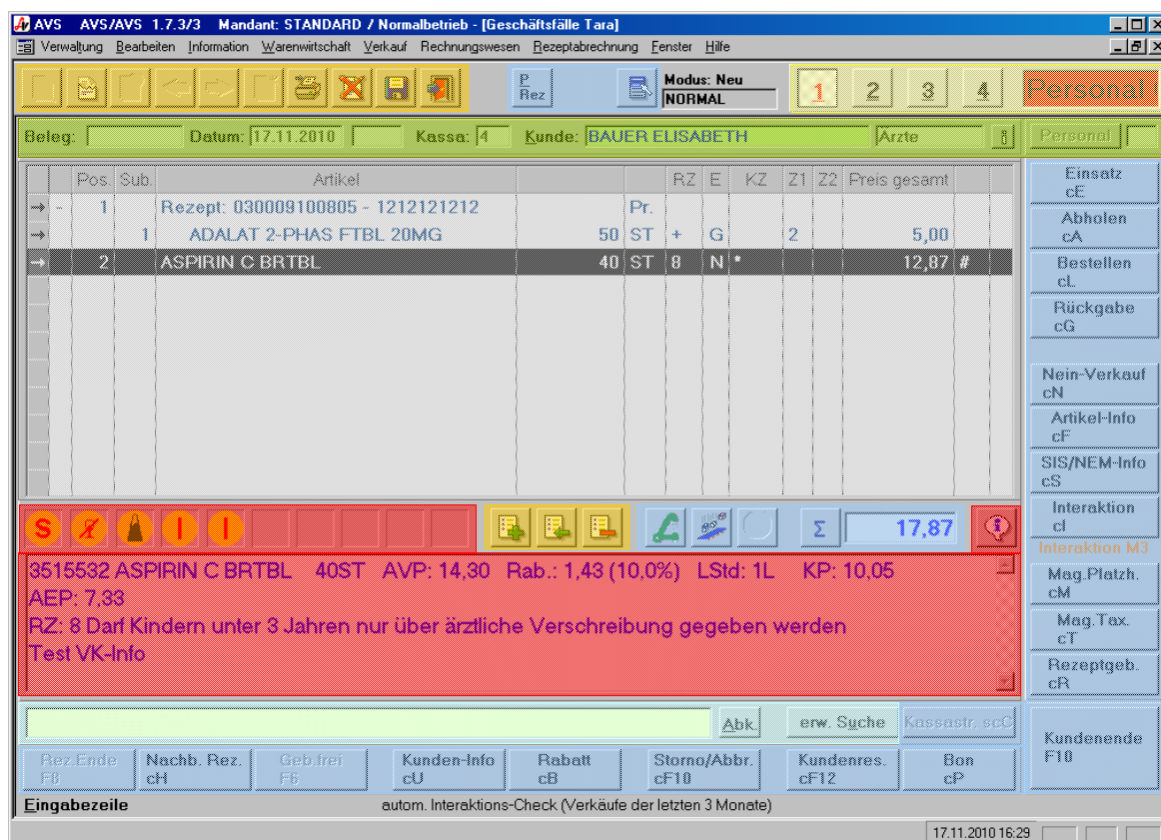 AVS AVS/AVS 1.7.3/3 Mandant: STANDARD / Normalbetrieb - [Geschäftsfälle Tara]
Verwaltung Bearbeiten Information Warenwirtschaft Verkauf Rechnungswesen Rezeptabrechnung Fenster Hilfe
P Rez Modus: Neu NORMAL 1 2 3 4 Personal
Beleg: Datum: 17.11.2010 Kassa: 4 Kunde: BAUER ELISABETH Ärzte i Personal
Pos. Sub. Artikel RZ E KZ Z1 Z2 Preis gesamt
- 1 Rezept: 030009100805 - 1212121212 Pr.
1 ADALAT 2-PHAS FTBL 20MG 50 ST + G 2 5,00
2 ASPIRIN C BRTBL 40 ST 8 N * 12,87 #
Einsatz
cE
Abholen
cA
Bestellen
cL
Rückgabe
cG
Nein-Verkauf
cN
Artikel-Info
cF
SIS/NEM-Info
cS
Interaktion
cI
Interaktion M3
Mag.Platzh.
cM
Mag.Tax.
cT
Rezeptgeb.
cR
S I I Σ 17,87
3515532 ASPIRIN C BRTBL 40ST AVP: 14,30 Rab.: 1,43 (10,0%) LStd: 1L KP: 10,05
AEP: 7,33
RZ: 8 Darf Kindern unter 3 Jahren nur über ärztliche Verschreibung gegeben werden
Test VK-Info
Abk. erw. Suche Kassastr. scC
Kundenende
F10
Rez.Ende Nachb. Rez. Geb.frei Kunden-Info Rabatt Storno/Abbr. Kundenres. Bon
F8 cH F6 cU cB cF10 cF12 cP
Eingabezeile autom. Interaktions-Check (Verkäufe der letzten 3 Monate)
17.11.2010 16:29